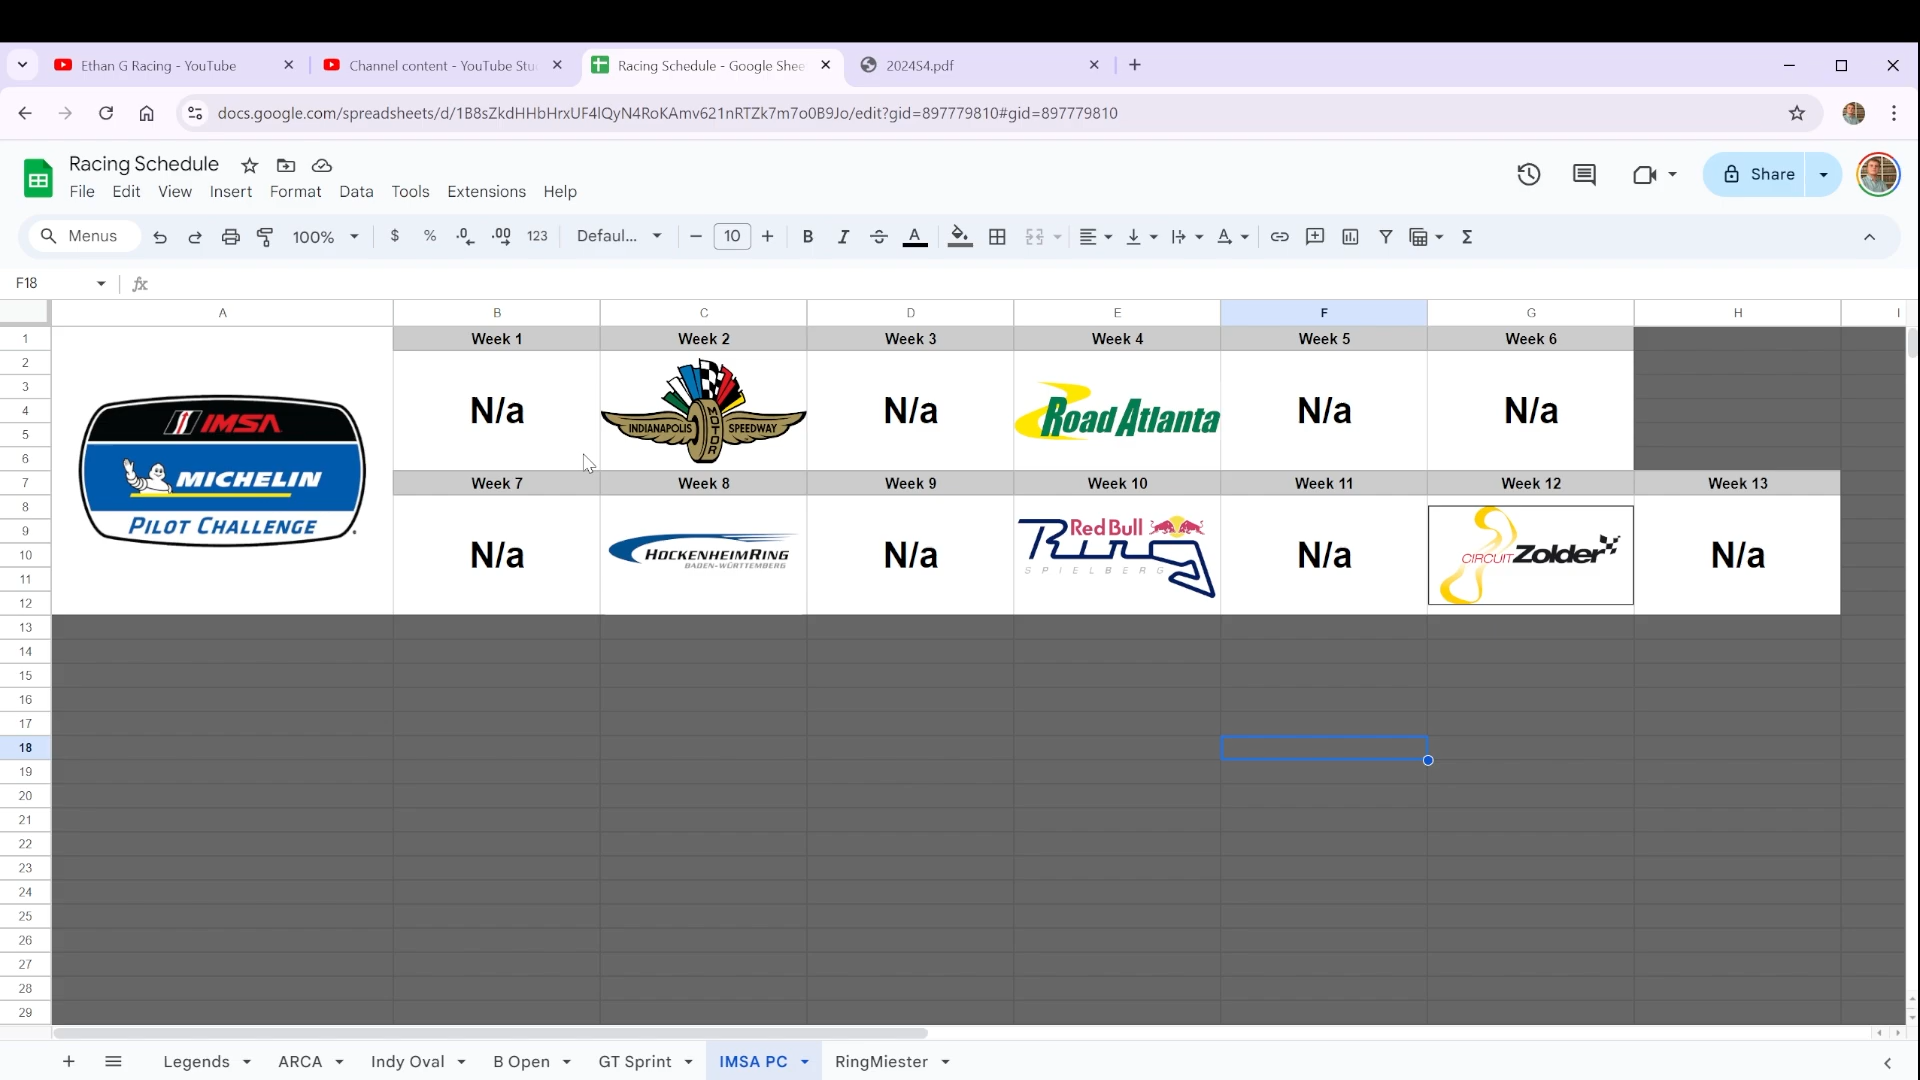 Ethan G Racing - YouTube
Channel content - YouTube Stu
Racing Schedule - Google Shee
2024S4.pdf
docs.google.com/spreadsheets/d/1B8sZkdHHbHrxUF4lQyN4RoKAmv621nRTZk7m7o0B9Jo/edit?gid=897779810#gid=897779810
Racing Schedule
File Edit View Insert Format Data Tools Extensions Help
Share
Menus 100% $ % .0 .00 123 Defaul... 10 B I A Σ
F18 fx
A B C D E F G H I
1 Week 1 Week 2 Week 3 Week 4 Week 5 Week 6
2
3
4 N/a N/a N/a N/a
INDIANAPOLIS MOTOR SPEEDWAY
Road Atlanta
5
6
IMSA
MICHELIN
PILOT CHALLENGE
7 Week 7 Week 8 Week 9 Week 10 Week 11 Week 12 Week 13
8
9
10 N/a N/a N/a N/a
HOCKENHEIMRING
BADEN-WÜRTTEMBERG
Red Bull
Ring
SPIELBERG
CIRCUIT Zolder
11
12
13
14
15
16
17
18
19
20
21
22
23
24
25
26
27
28
29
Legends ARCA Indy Oval B Open GT Sprint IMSA PC RingMiester